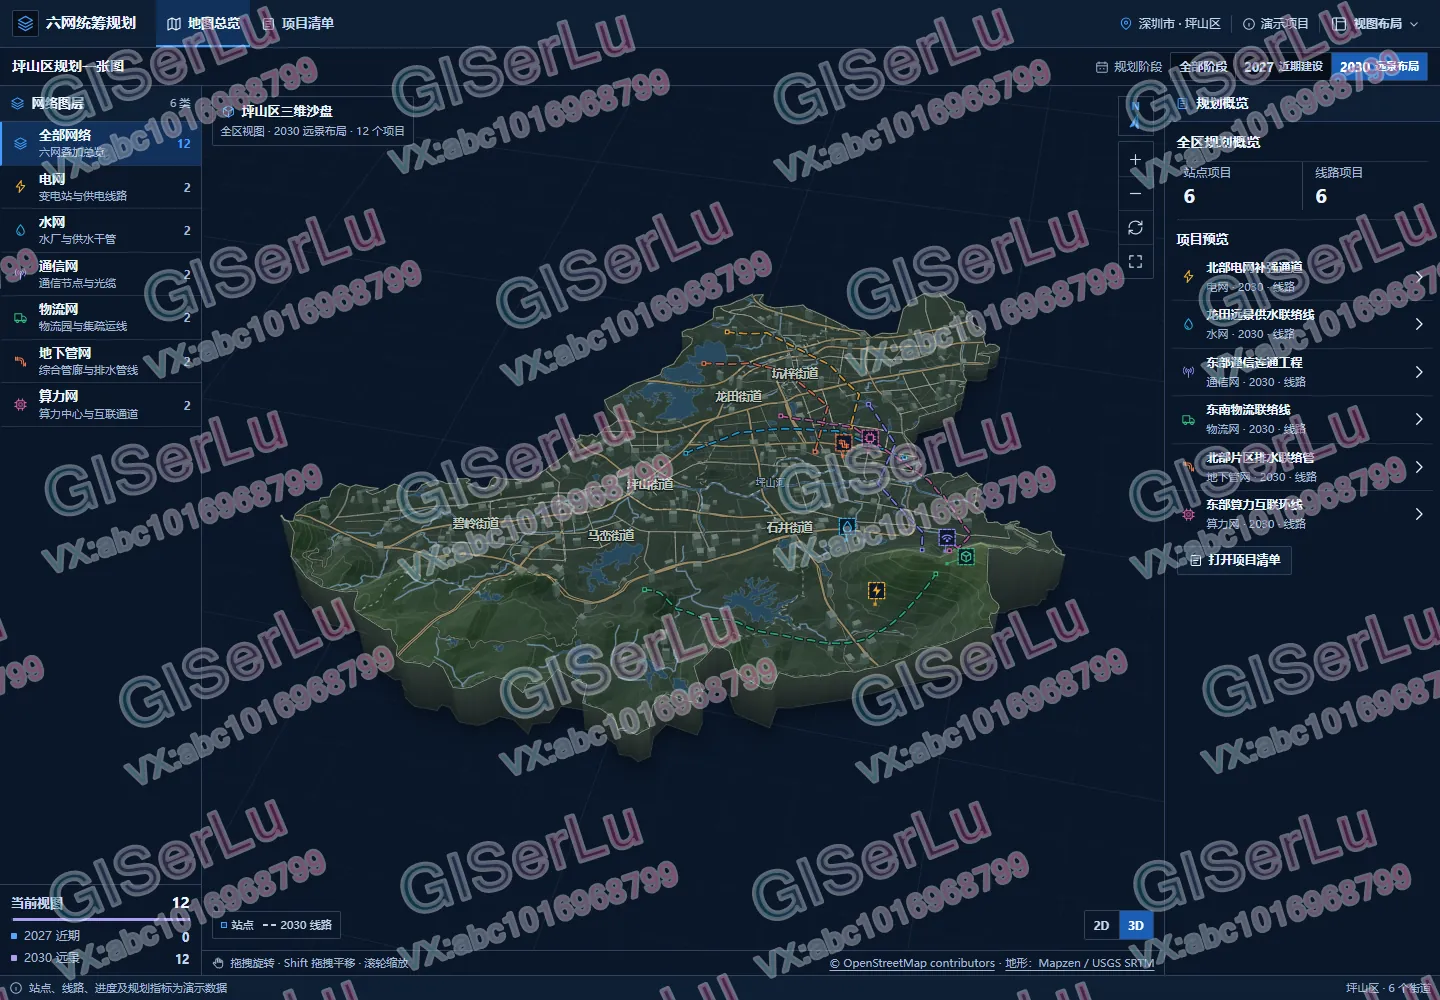 六网统筹规划
地图总览
项目清单
深圳市 · 坪山区
演示项目
视图布局
坪山区规划一张图
规划阶段
全部阶段
2027 近期建设
2030 远景布局
网络图层
6 类
全部网络
六网叠加总览
12
电网
变电站与供电线路
2
水网
水厂与供水干管
2
通信网
通信节点与光缆
2
物流网
物流园与集疏运线
2
地下管网
综合管廊与排水管线
2
算力网
算力中心与互联通道
2
当前视图
12
2027 近期
0
2030 远景
12
坪山区三维沙盘
全区视图 · 2030 远景布局 · 12 个项目
N
坑梓街道
龙田街道
坪山街道
坪山河
碧岭街道
马峦街道
石井街道
站点
2030 线路
2D
3D
拖拽旋转 · Shift 拖拽平移 · 滚轮缩放
© OpenStreetMap contributors · 地形：Mapzen / USGS SRTM
规划概览
全区规划概览
站点项目
6
线路项目
6
项目预览
北部电网补强通道
电网 · 2030 · 线路
龙田远景供水联络线
水网 · 2030 · 线路
东部通信连通工程
通信网 · 2030 · 线路
东南物流联络线
物流网 · 2030 · 线路
北部片区排水联络管
地下管网 · 2030 · 线路
东部算力互联环线
算力网 · 2030 · 线路
打开项目清单
站点、线路、进度及规划指标为演示数据
坪山区 · 6 个街道
GISerLu
VX:abc1016968799